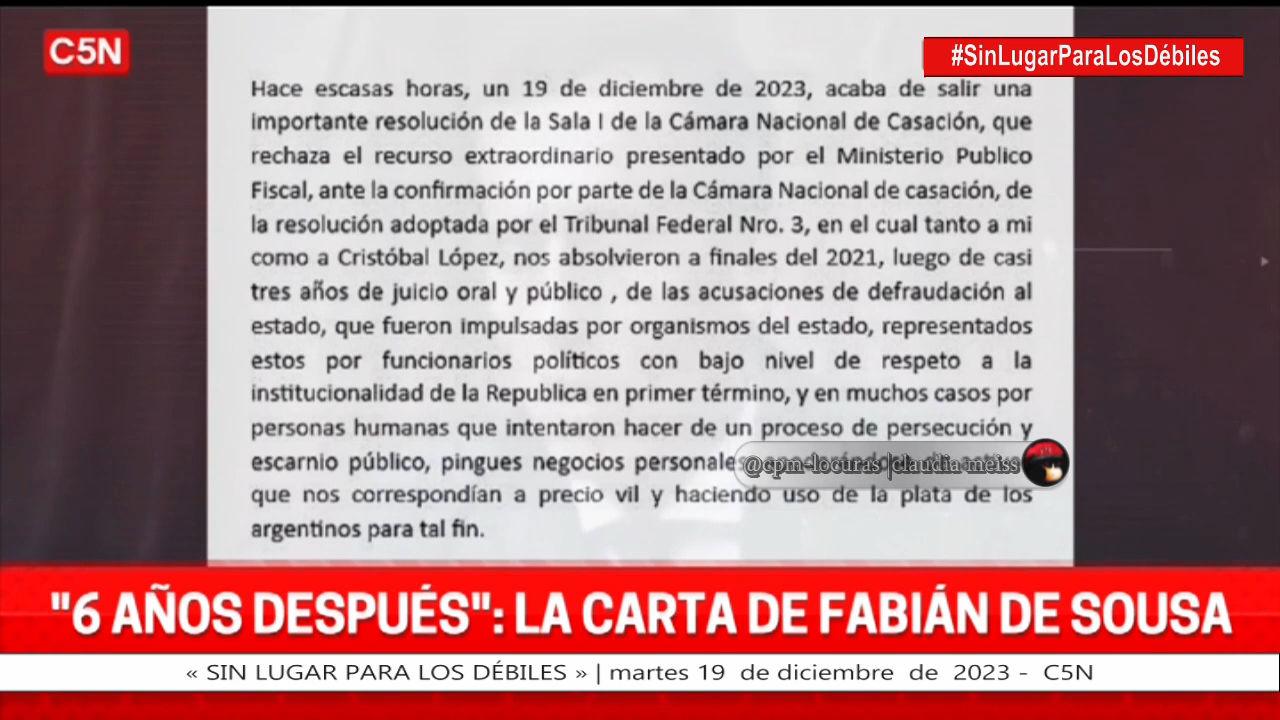 C5N
#SinLugarParaLosDébiles
Hace escasas horas, un 19 de diciembre de 2023, acaba de salir una
importante resolución de la Sala I de la Cámara Nacional de Casación, que
rechaza el recurso extraordinario presentado por el Ministerio Publico
Fiscal, ante la confirmación por parte de la Cámara Nacional de casación, de
la resolución adoptada por el Tribunal Federal Nro. 3, en el cual tanto a mi
como a Cristóbal López, nos absolvieron a finales del 2021, luego de casi
tres años de juicio oral y público , de las acusaciones de defraudación al
estado, que fueron impulsadas por organismos del estado, representados
estos por funcionarios políticos con bajo nivel de respeto a la
institucionalidad de la Republica en primer término, y en muchos casos por
personas humanas que intentaron hacer de un proceso de persecución y
escarnio público, pingues negocios personales
@cpm-locuras |claudia meiss
que nos correspondían a precio vil y haciendo uso de la plata de los
argentinos para tal fin.
"6 AÑOS DESPUÉS": LA CARTA DE FABIÁN DE SOUSA
« SIN LUGAR PARA LOS DÉBILES » | martes 19 de diciembre de 2023 - C5N